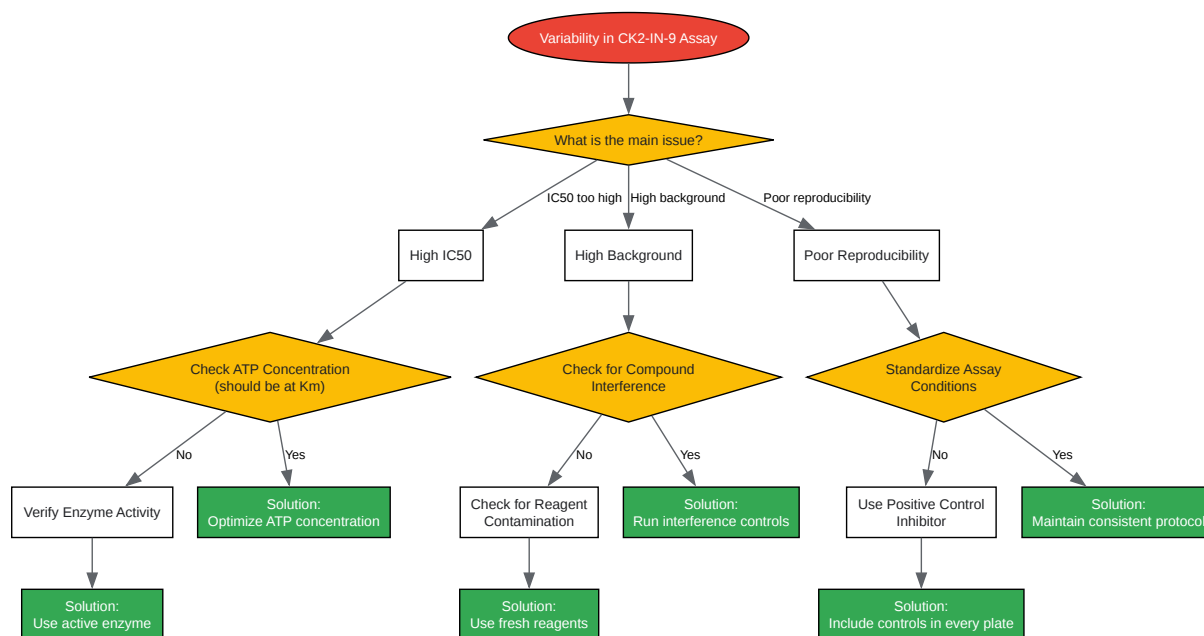 Variability in CK2-IN-9 Assay
What is the main issue?
IC50 too high
High background
Poor reproducibility
High IC50
High Background
Poor Reproducibility
Check ATP Concentration
(should be at Km)
Check for Compound
Interference
Standardize Assay
Conditions
No
Yes
No
Yes
No
Yes
Verify Enzyme Activity
Solution:
Optimize ATP concentration
Check for Reagent
Contamination
Solution:
Run interference controls
Use Positive Control
Inhibitor
Solution:
Maintain consistent protocol
Solution:
Use active enzyme
Solution:
Use fresh reagents
Solution:
Include controls in every plate